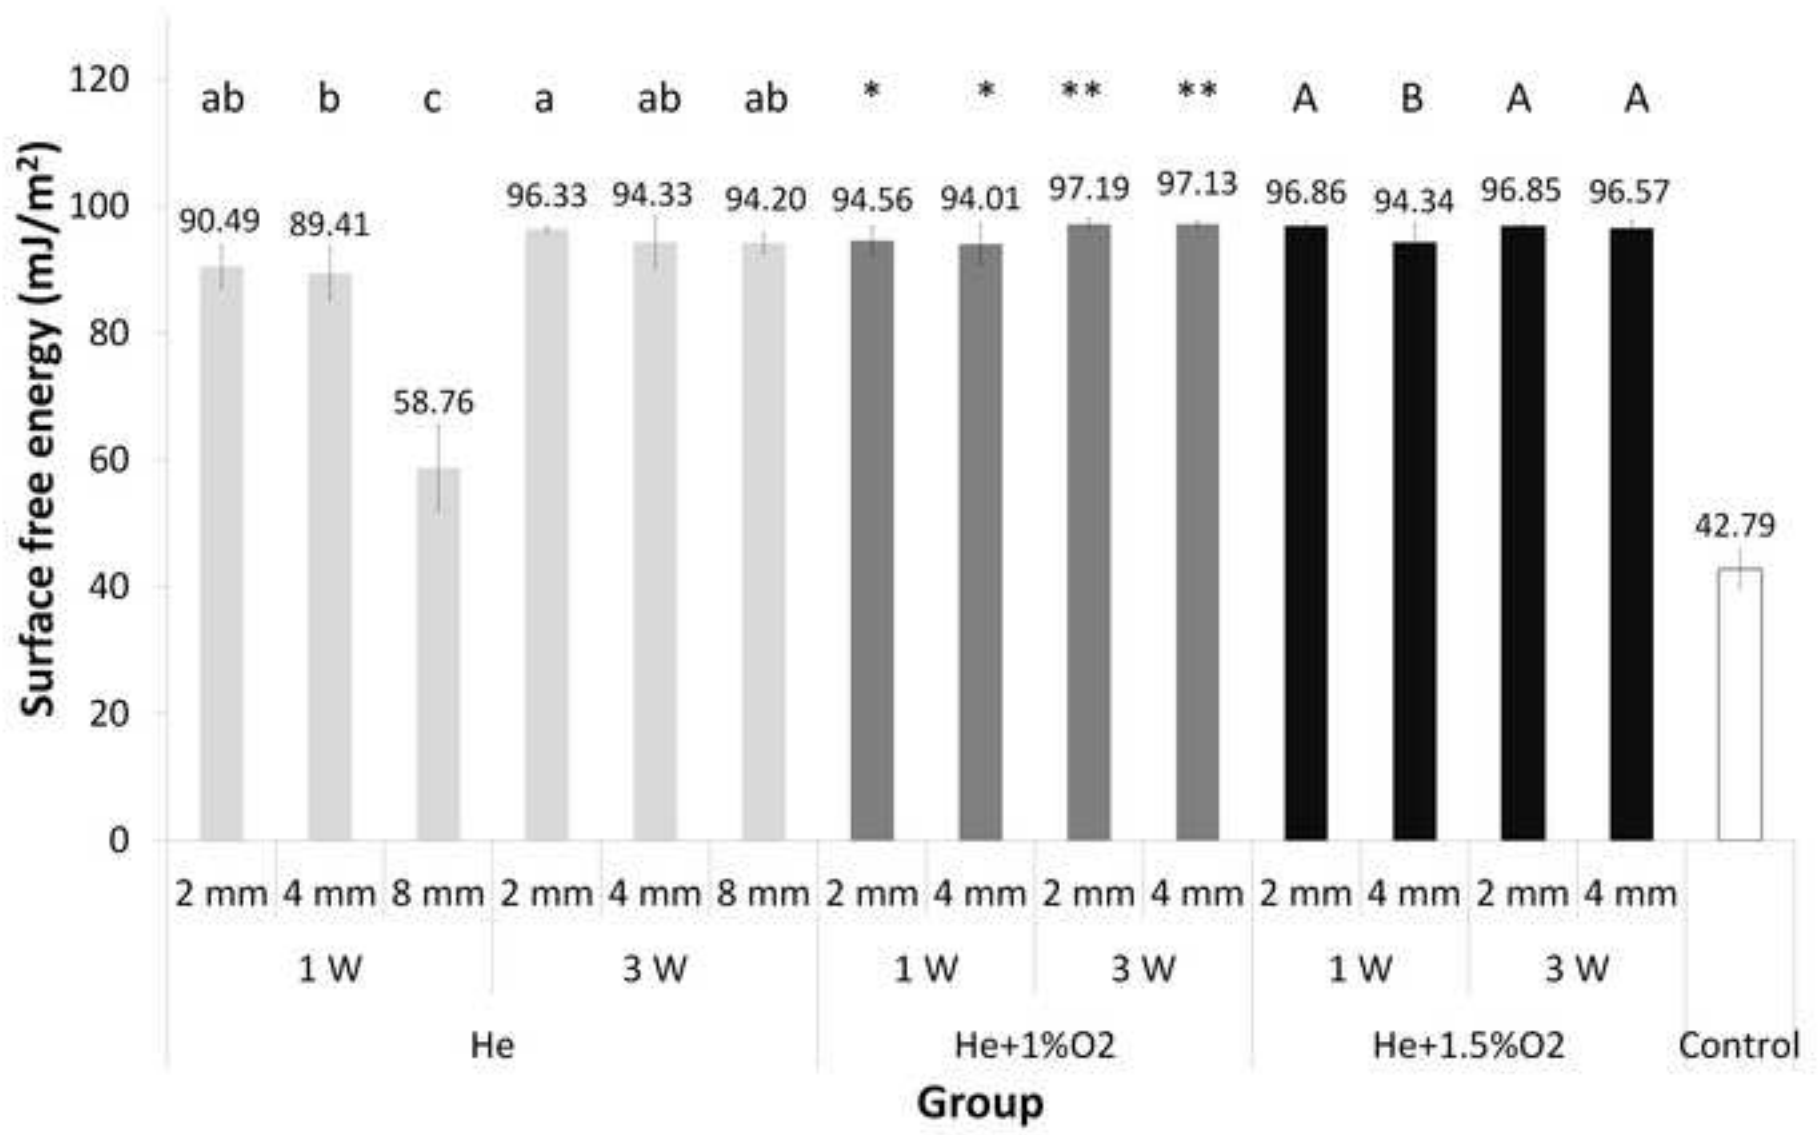 Surface free energy (mJ/m²)
120
100
80
60
40
20
0
ab b c a ab ab * * ** ** A B A A
90.49 89.41 58.76 96.33 94.33 94.20 94.56 94.01 97.19 97.13 96.86 94.34 96.85 96.57 42.79
2 mm 4 mm 8 mm 2 mm 4 mm 8 mm 2 mm 4 mm 2 mm 4 mm 2 mm 4 mm 2 mm 4 mm
1 W 3 W 1 W 3 W 1 W 3 W
He He+1%O2 He+1.5%O2 Control
Group